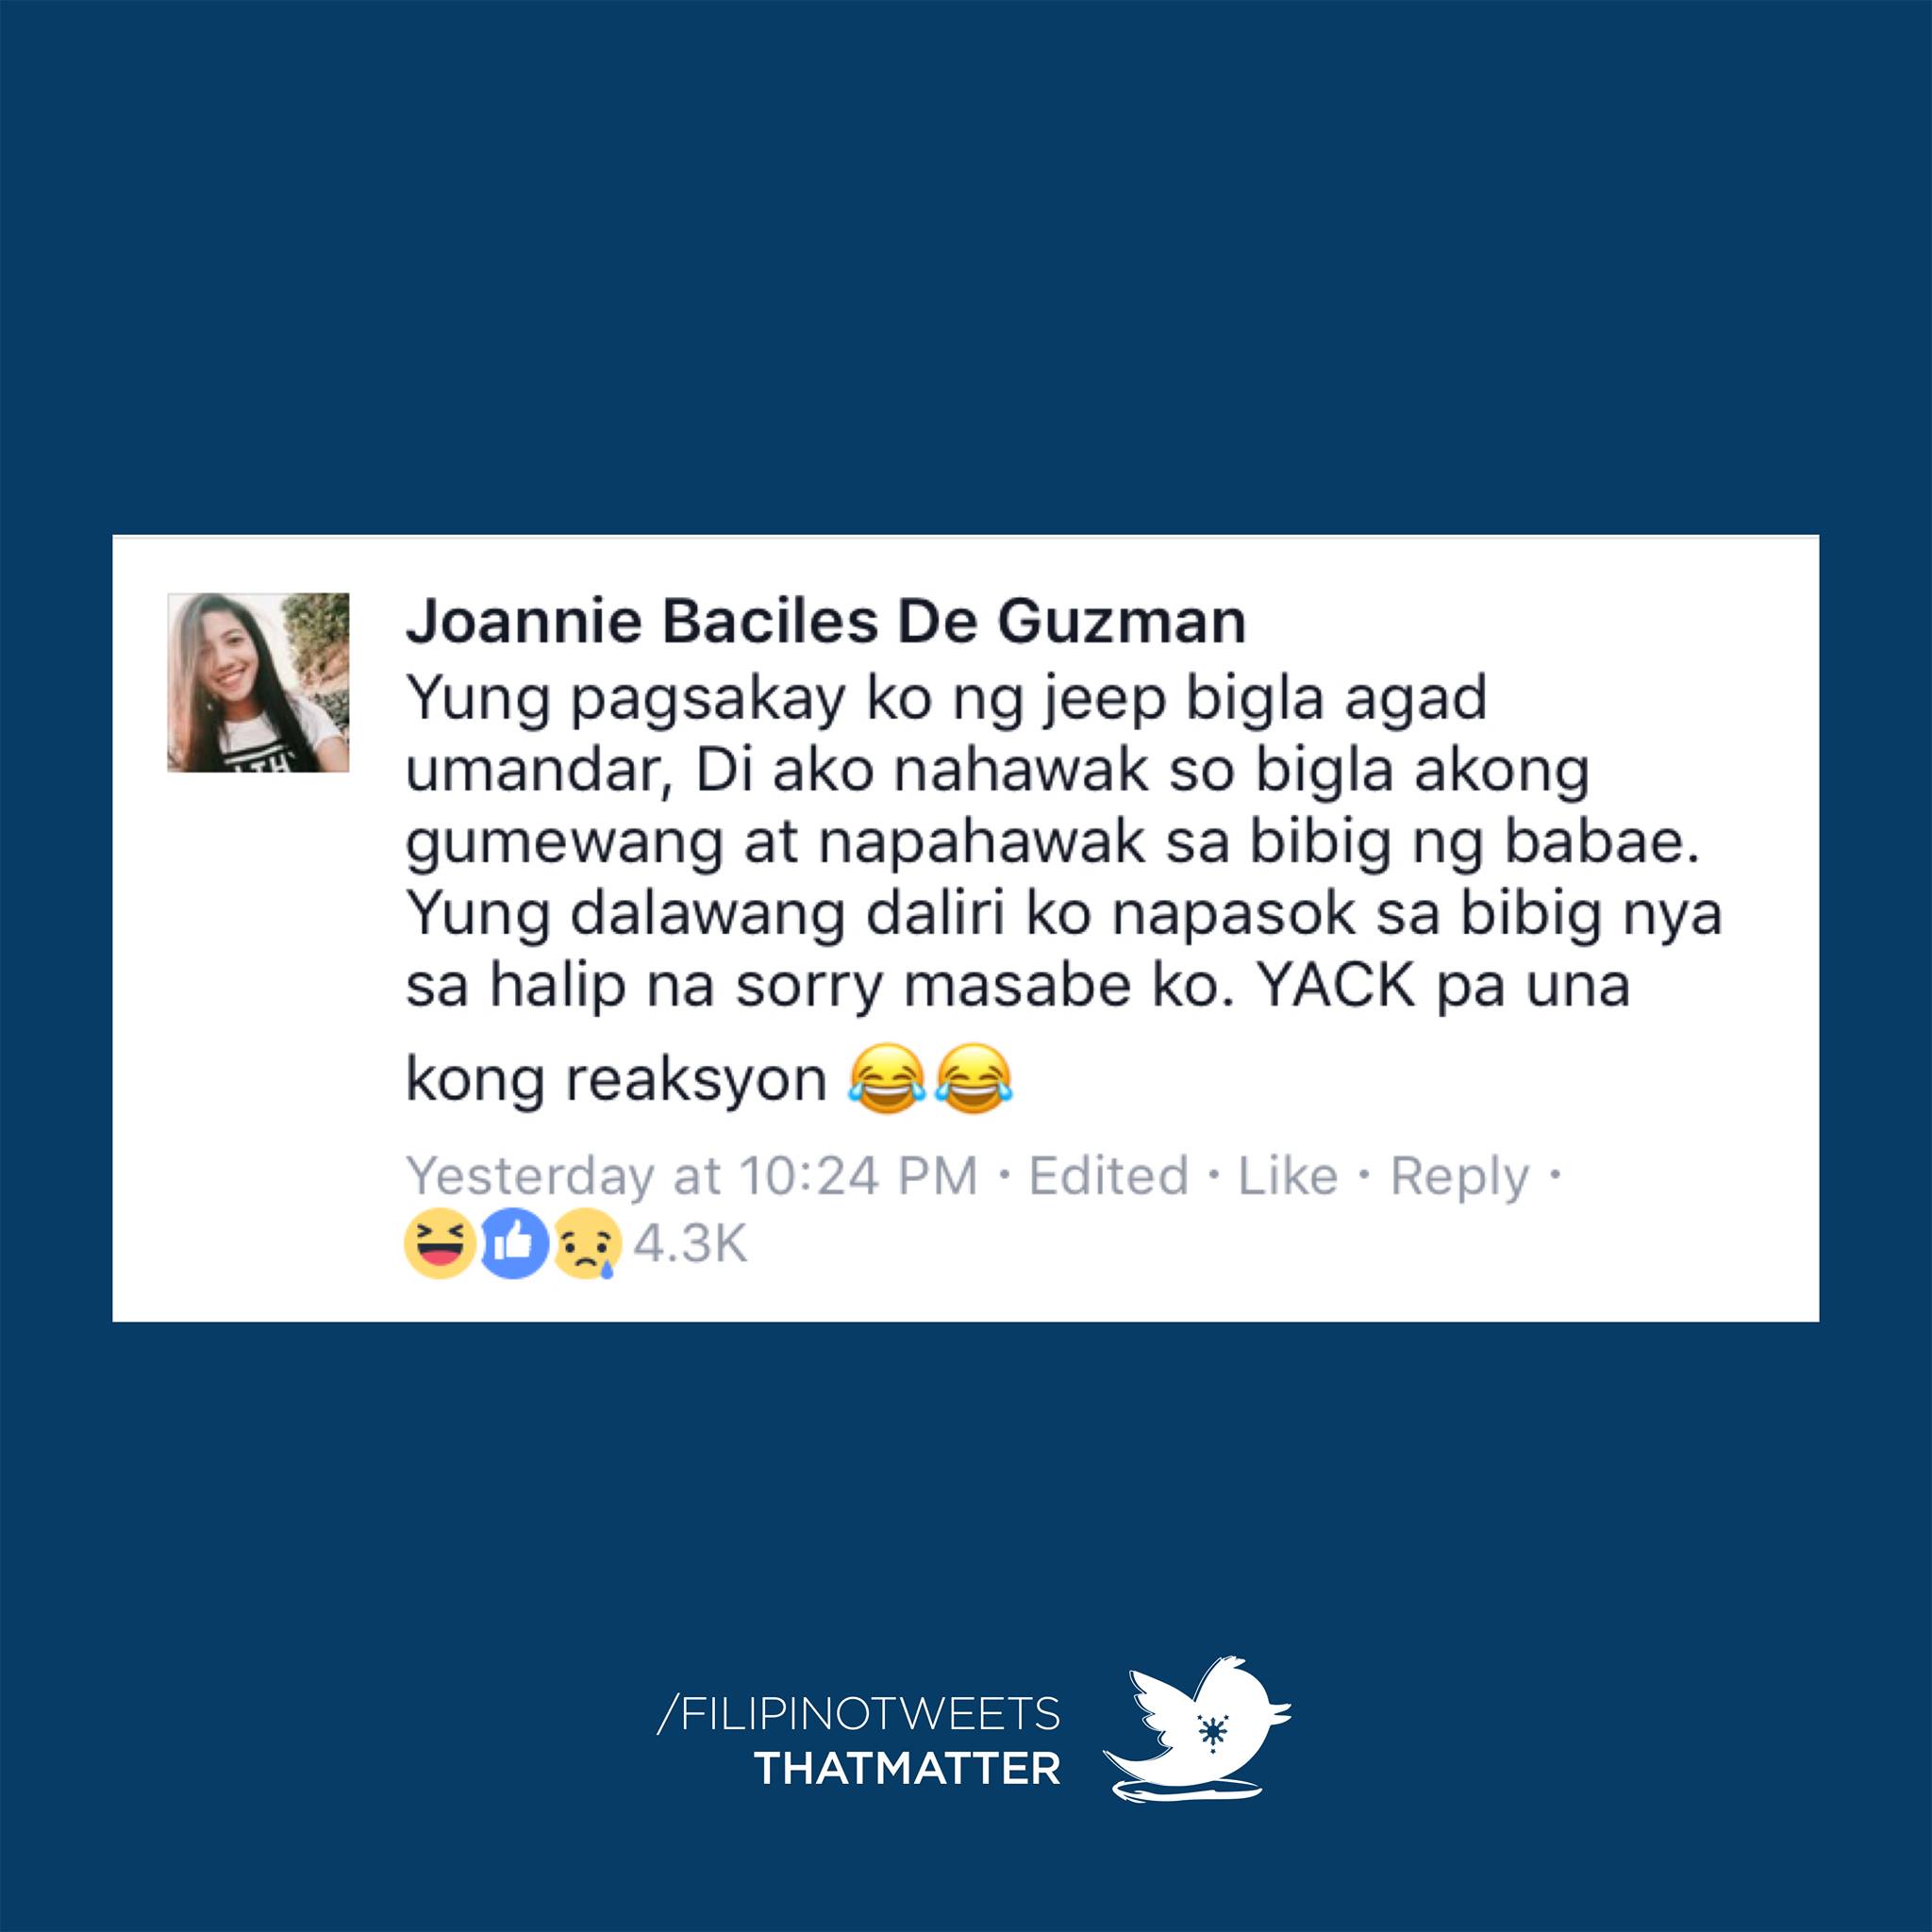 Joannie Baciles De Guzman
Yung pagsakay ko ng jeep bigla agad
umandar, Di ako nahawak so bigla akong
gumewang at napahawak sa bibig ng babae.
Yung dalawang daliri ko napasok sa bibig nya
sa halip na sorry masabe ko. YACK pa una
kong reaksyon 😂😂
Yesterday at 10:24 PM · Edited · Like · Reply ·
4.3K
/FILIPINOTWEETS
THATMATTER